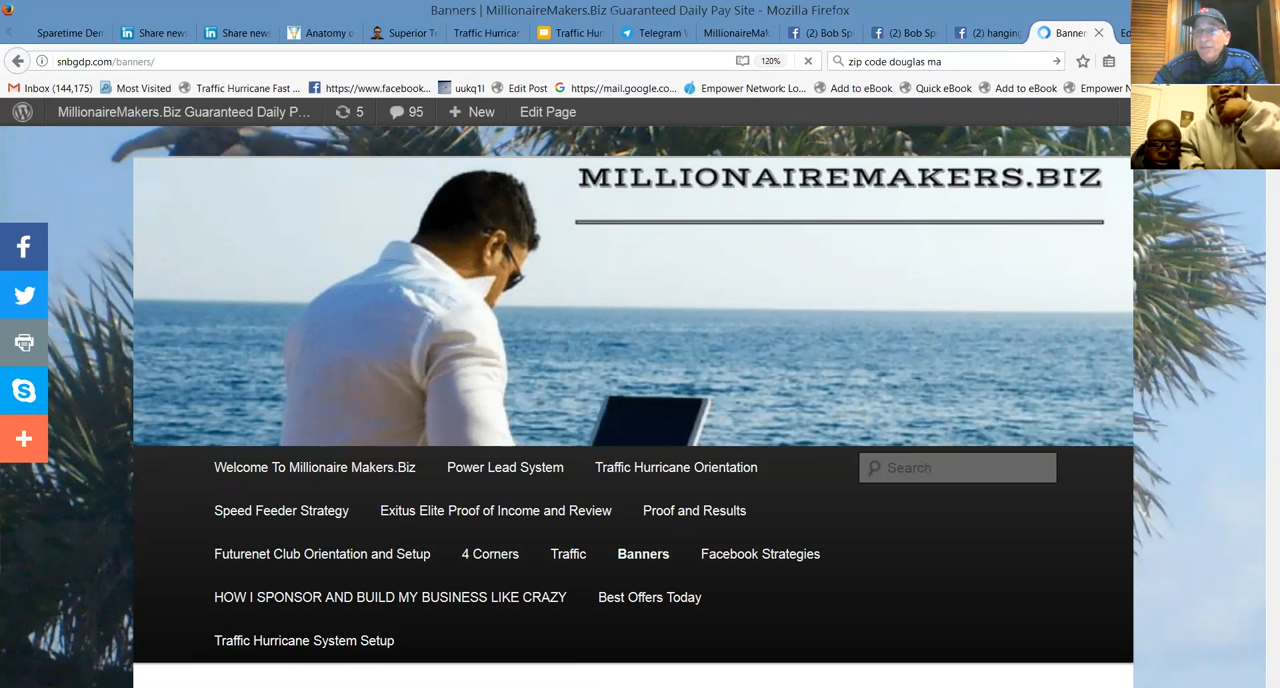 Banners | MillionaireMakers.Biz Guaranteed Daily Pay Site - Mozilla Firefox
Sparetime Der
Share news
Share news
Anatomy o
Superior T
Traffic Hurricar
Traffic Hur
Telegram W
MillionaireMak
(2) Bob Sp
(2) Bob Sp
(2) hanging
Banner
Ed
snbgdp.com/banners/
120%
zip code douglas ma
Inbox (144,175)
Most Visited
Traffic Hurricane Fast ...
https://www.facebook...
uukq1l
Edit Post
https://mail.google.co...
Empower Network: Lo...
Add to eBook
Quick eBook
Add to eBook
Empower N
MillionaireMakers.Biz Guaranteed Daily P...
5
95
New
Edit Page
MILLIONAIREMAKERS.BIZ
Welcome To Millionaire Makers.Biz
Power Lead System
Traffic Hurricane Orientation
Search
Speed Feeder Strategy
Exitus Elite Proof of Income and Review
Proof and Results
Futurenet Club Orientation and Setup
4 Corners
Traffic
Banners
Facebook Strategies
HOW I SPONSOR AND BUILD MY BUSINESS LIKE CRAZY
Best Offers Today
Traffic Hurricane System Setup